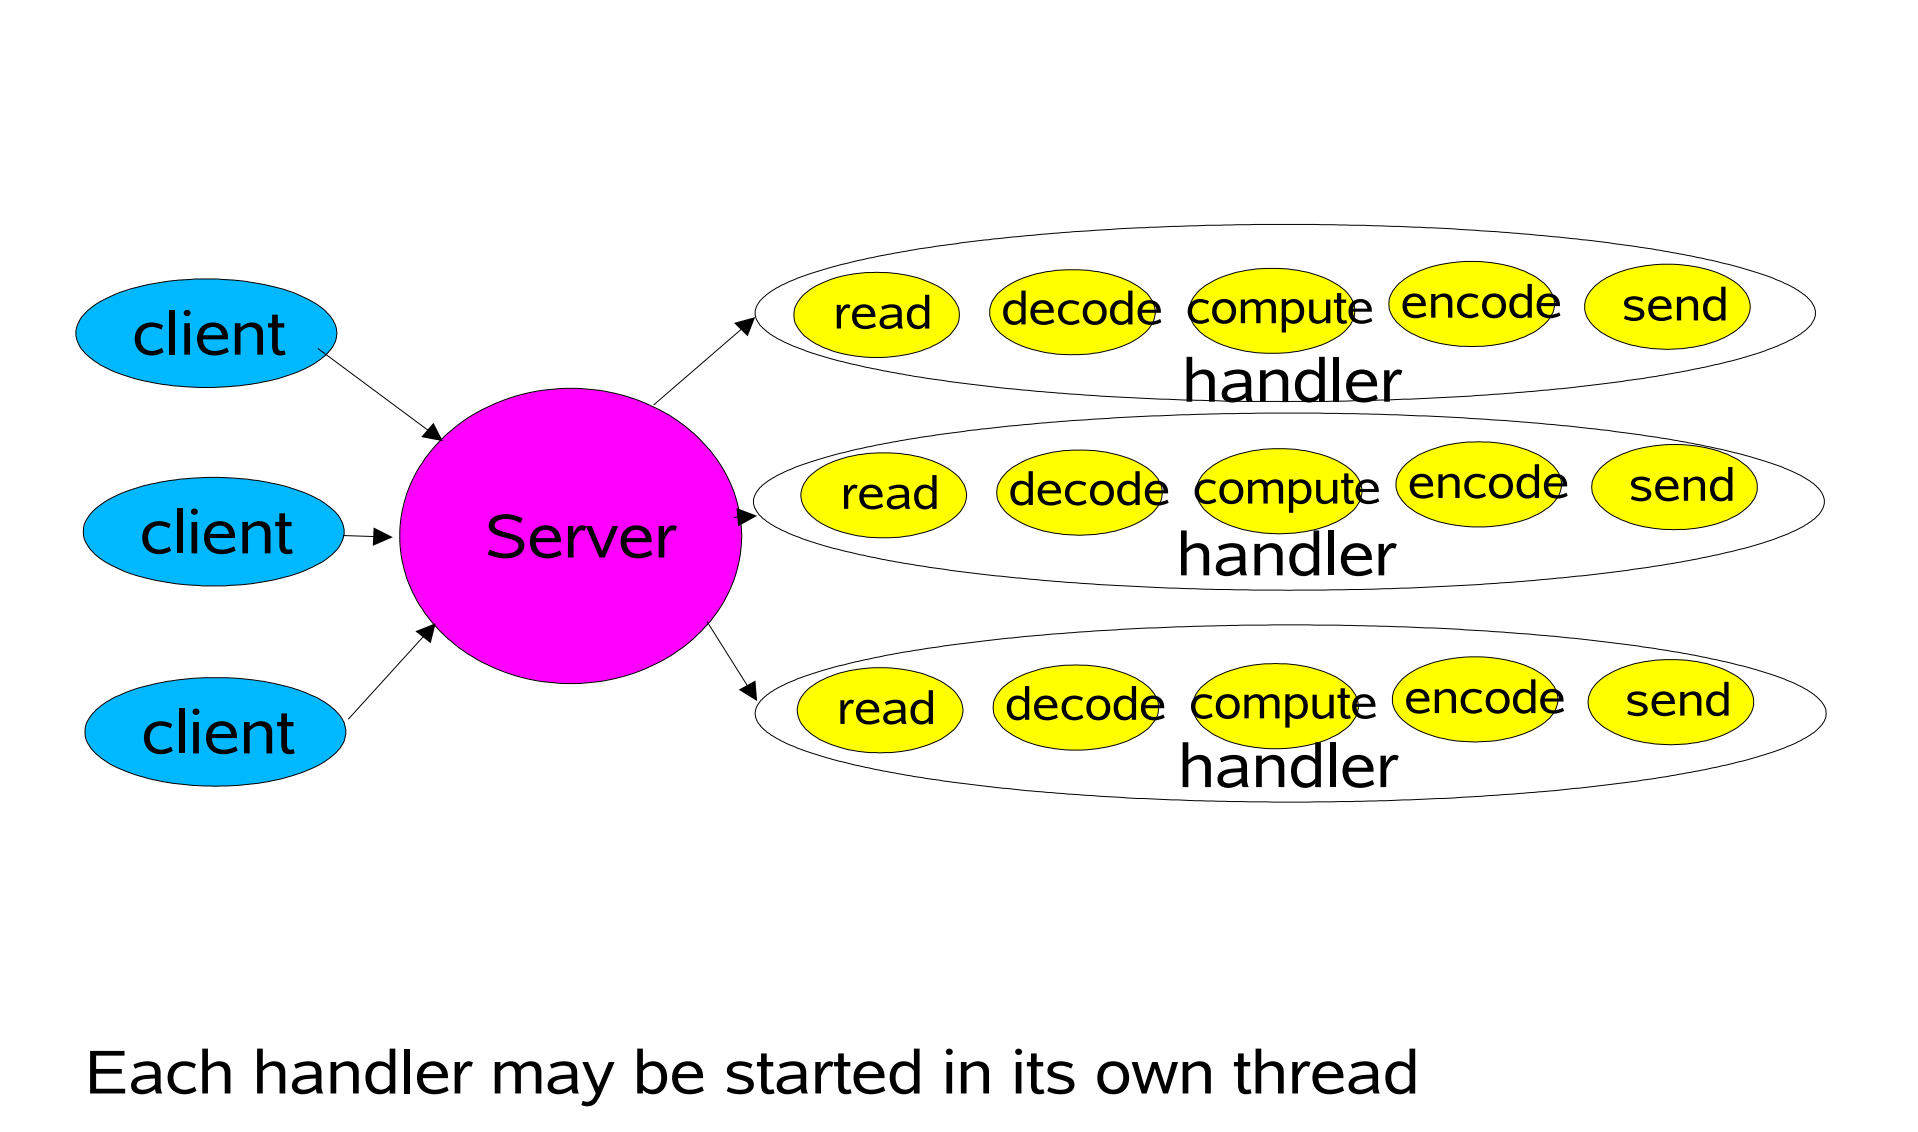 client
client
client
Server
read decode compute encode send
handler
read decode compute encode send
handler
read decode compute encode send
handler
Each handler may be started in its own thread